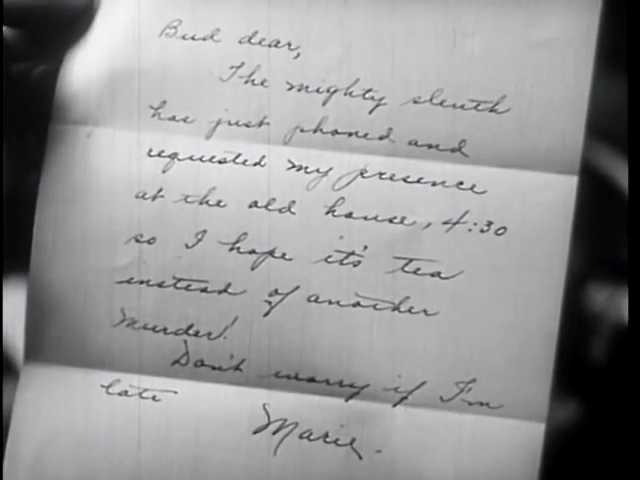 Bud dear,
The mighty sleuth
has just phoned and
requested my presence
at the old house, 4:30
so I hope it's tea
instead of another
murder!
Don't worry if I'm
late
Marie.